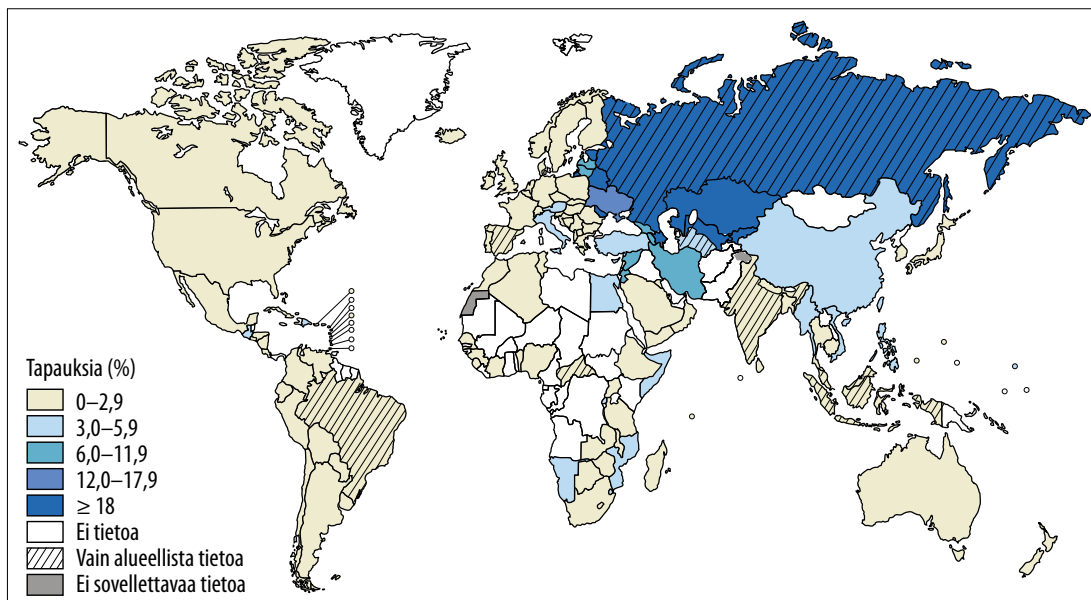 Tapauksia (%)
0–2,9
3,0–5,9
6,0–11,9
12,0–17,9
≥ 18
Ei tietoa
Vain alueellista tietoa
Ei sovellettavaa tietoa